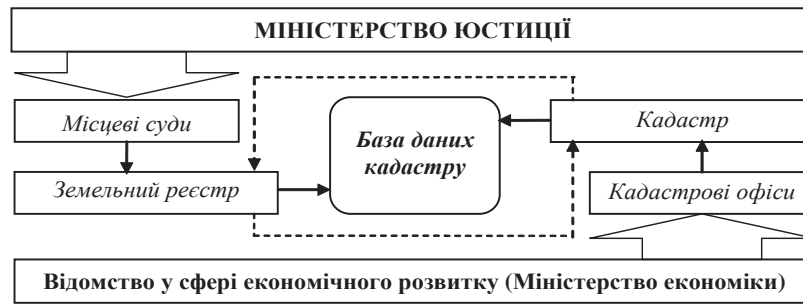 МІНІСТЕРСТВО ЮСТИЦІЇ
Місцеві суди
База даних
кадастру
Кадастр
Земельний реєстр
Кадастрові офіси
Відомство у сфері економічного розвитку (Міністерство економіки)